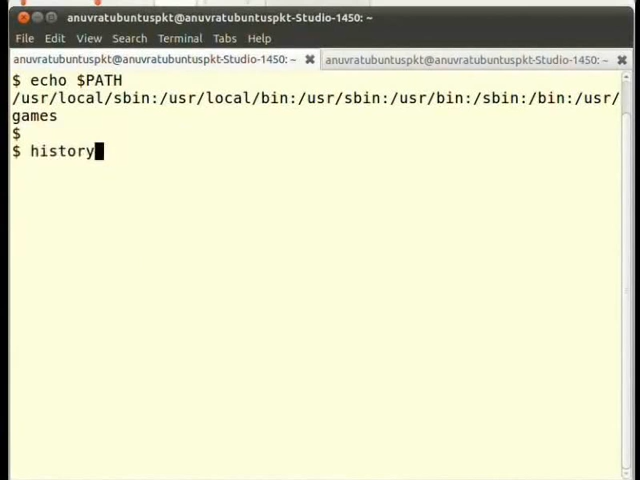 anuvratubuntuspkt@anuvratubuntuspkt-Studio-1450: ~
File Edit View Search Terminal Tabs Help
anuvratubuntuspkt@anuvratubuntuspkt-Studio-1450: ~ anuvratubuntuspkt@anuvratubuntuspkt-Studio-1450: ~
$ echo $PATH
/usr/local/sbin:/usr/local/bin:/usr/sbin:/usr/bin:/sbin:/bin:/usr/
games
$
$ history